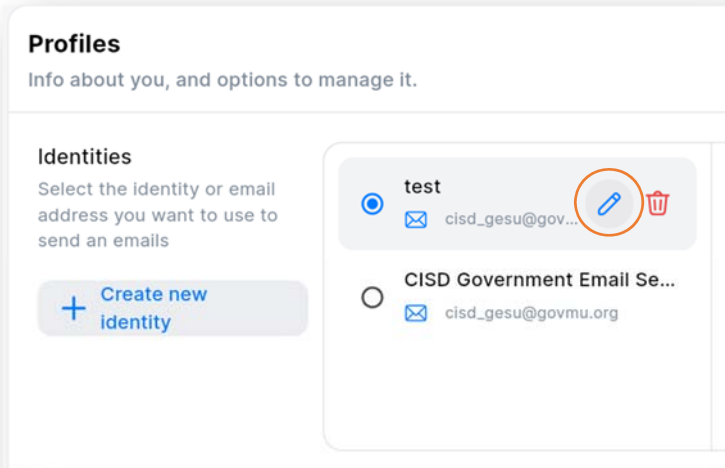 Profiles
Info about you, and options to manage it.
Identities
Select the identity or email
address you want to use to
send an emails
Create new
identity
test
cisd_gesu@gov...
CISD Government Email Se...
cisd_gesu@govmu.org